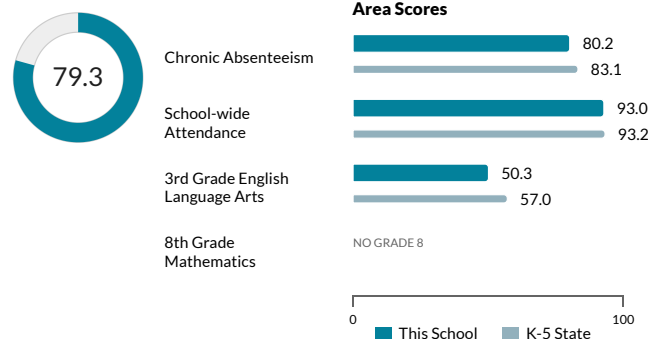 Area Scores
79.3
Chronic Absenteeism
80.2
83.1
School-wide
Attendance
93.0
93.2
3rd Grade English
Language Arts
50.3
57.0
8th Grade
Mathematics
NO GRADE 8
0
100
This School
K-5 State